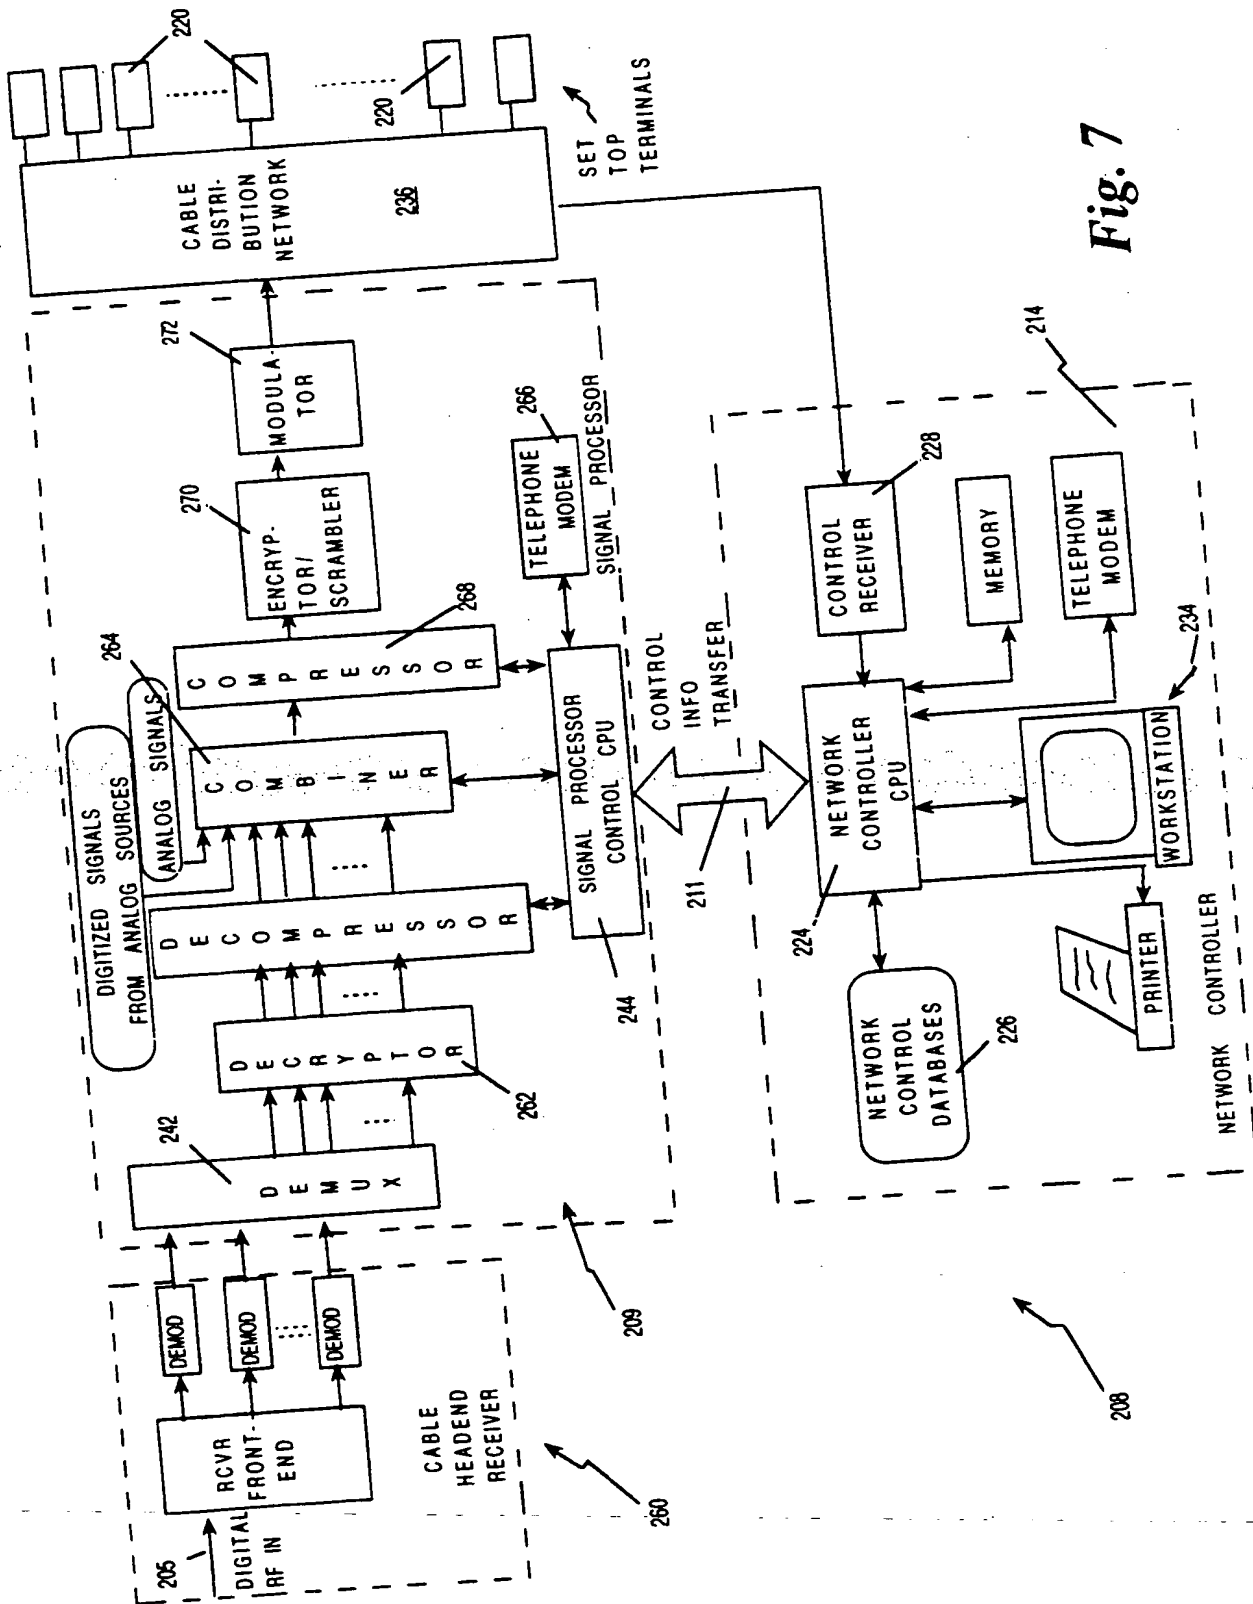 205
DIGITAL
RF IN
RCVR
FRONT-
END
DEMOD
DEMOD
DEMOD
CABLE
HEADEND
RECEIVER
260
242
DEMUX
DECRYPTOR
262
DECOMPRESSOR
DIGITIZED SIGNALS
FROM ANALOG SOURCES
ANALOG SIGNALS
264
COMBINER
COMPRESSOR
268
270
ENCRYP-
TOR/
SCRAMBLER
272
MODULA-
TOR
TELEPHONE
MODEM
266
SIGNAL PROCESSOR
SIGNAL PROCESSOR
CONTROL CPU
244
209
CABLE
DISTRI-
BUTION
NETWORK
236
220
220
SET
TOP
TERMINALS
CONTROL
INFO
TRANSFER
211
NETWORK
CONTROLLER
CPU
224
CONTROL
RECEIVER
228
MEMORY
TELEPHONE
MODEM
214
234
WORKSTATION
PRINTER
NETWORK
CONTROL
DATABASES
226
NETWORK CONTROLLER
208
Fig. 7